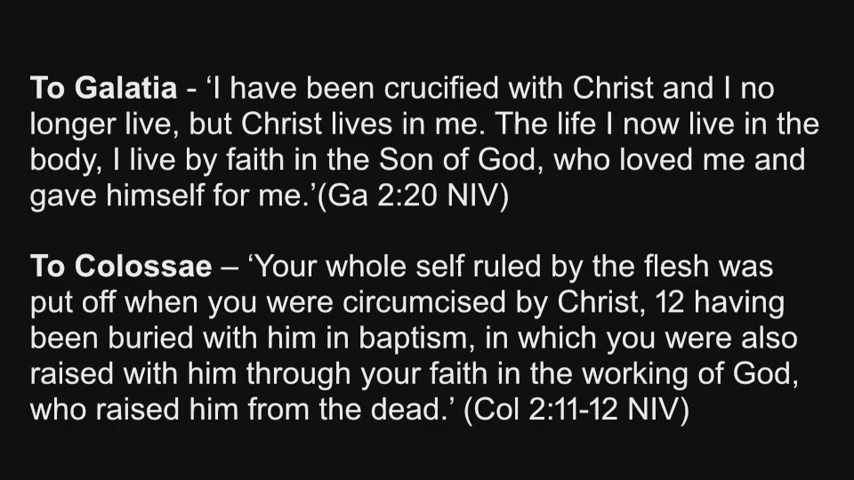 To Galatia - ‘I have been crucified with Christ and I no
longer live, but Christ lives in me. The life I now live in the
body, I live by faith in the Son of God, who loved me and
gave himself for me.’(Ga 2:20 NIV)
To Colossae – ‘Your whole self ruled by the flesh was
put off when you were circumcised by Christ, 12 having
been buried with him in baptism, in which you were also
raised with him through your faith in the working of God,
who raised him from the dead.’ (Col 2:11-12 NIV)